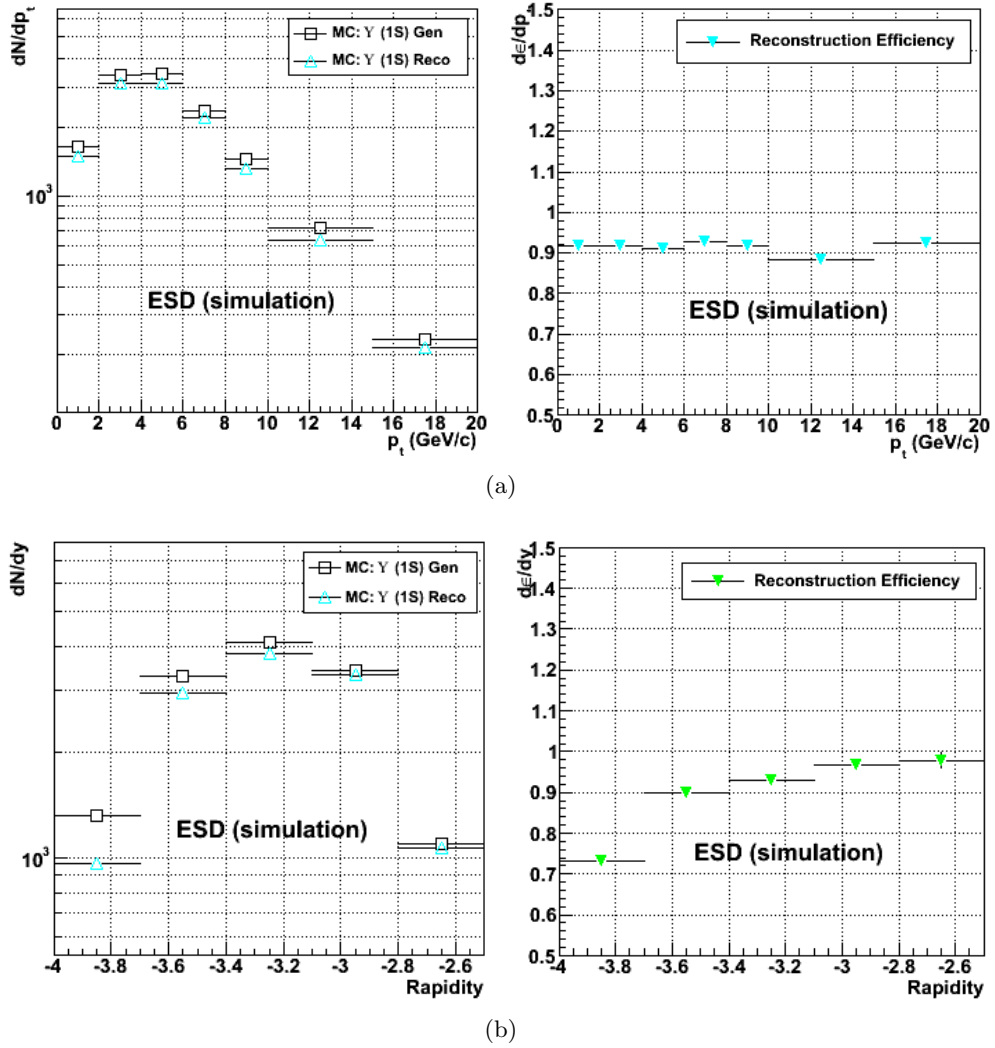 dN/dp_t
MC: ϒ (1S) Gen
MC: ϒ (1S) Reco
10^3
ESD (simulation)
0 2 4 6 8 10 12 14 16 18 20
p_t (GeV/c)
dϵ/dp_t
1.5
1.4
1.3
1.2
1.1
1
0.9
0.8
0.7
0.6
0.5
Reconstruction Efficiency
ESD (simulation)
0 2 4 6 8 10 12 14 16 18 20
p_t (GeV/c)
(a)
dN/dy
MC: ϒ (1S) Gen
MC: ϒ (1S) Reco
10^3
ESD (simulation)
-4 -3.8 -3.6 -3.4 -3.2 -3 -2.8 -2.6
Rapidity
dϵ/dy
1.5
1.4
1.3
1.2
1.1
1
0.9
0.8
0.7
0.6
0.5
Reconstruction Efficiency
ESD (simulation)
-4 -3.8 -3.6 -3.4 -3.2 -3 -2.8 -2.6
Rapidity
(b)